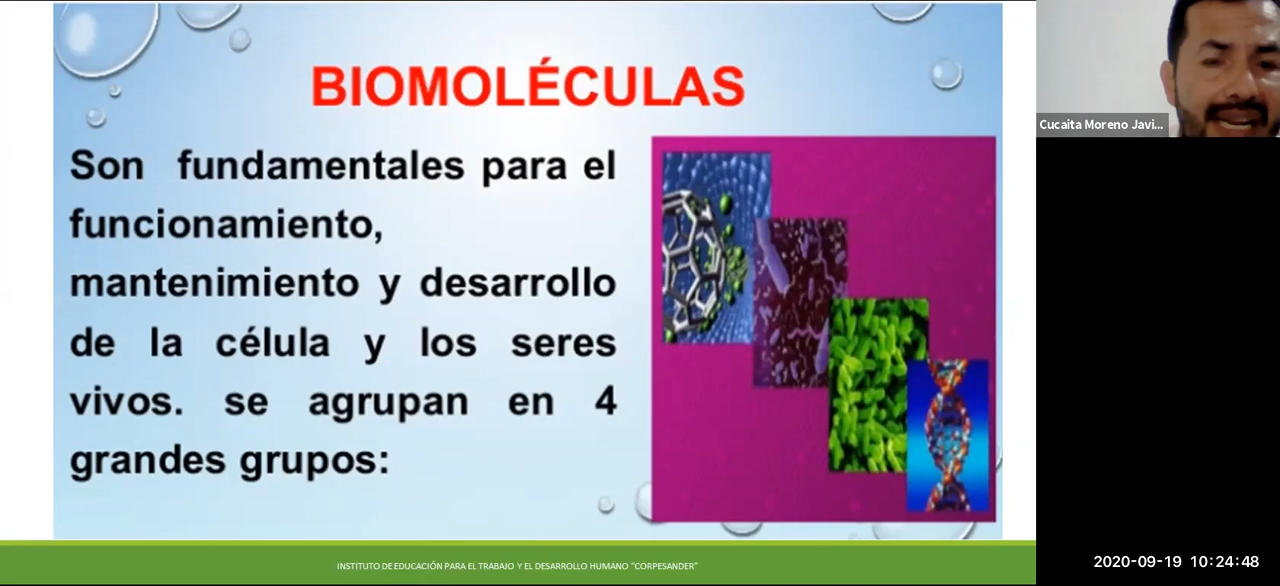 BIOMOLÉCULAS
Son fundamentales para el
funcionamiento,
mantenimiento y desarrollo
de la célula y los seres
vivos. se agrupan en 4
grandes grupos:
Cucaita Moreno Javi...
INSTITUTO DE EDUCACIÓN PARA EL TRABAJO Y EL DESARROLLO HUMANO “CORPESANDER”
2020-09-19 10:24:48